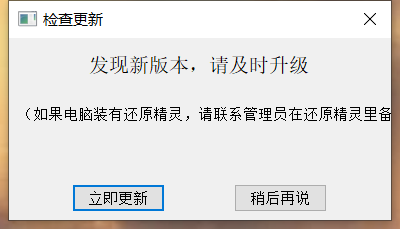 检查更新
发现新版本，请及时升级
（如果电脑装有还原精灵，请联系管理员在还原精灵里备
立即更新
稍后再说